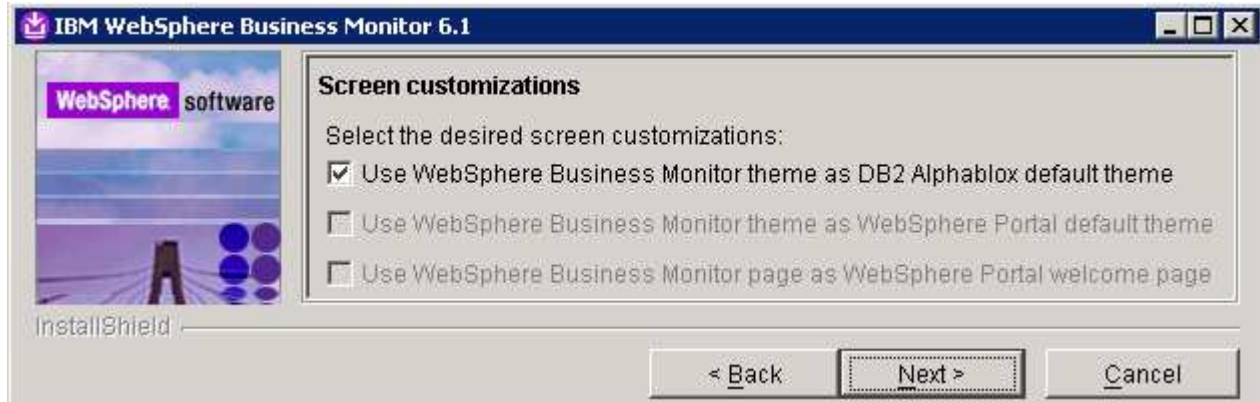 IBM WebSphere Business Monitor 6.1
WebSphere software
Screen customizations
Select the desired screen customizations:
Use WebSphere Business Monitor theme as DB2 Alphablox default theme
Use WebSphere Business Monitor theme as WebSphere Portal default theme
Use WebSphere Business Monitor page as WebSphere Portal welcome page
InstallShield
< Back Next > Cancel